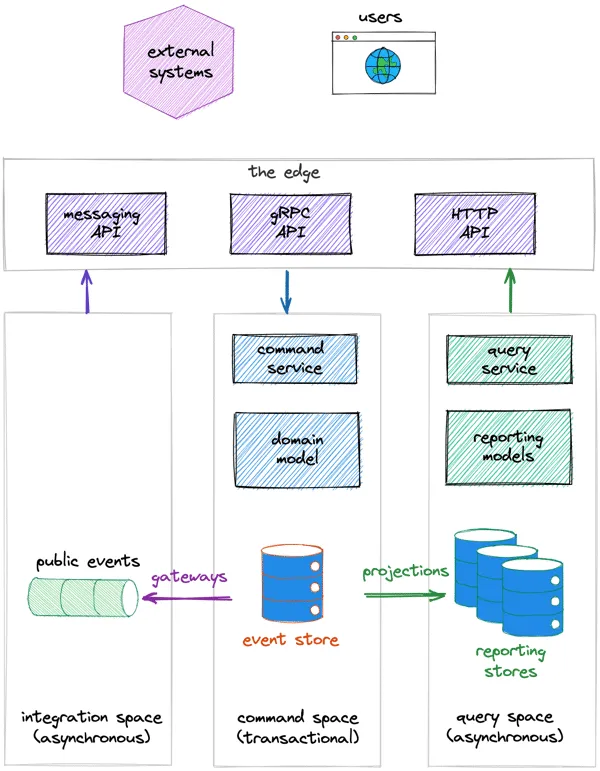 users
external
systems
the edge
messaging
API
gRPC
API
HTTP
API
command
service
query
service
domain
model
reporting
models
public events
gateways
projections
event store
reporting
stores
integration space
(asynchronous)
command space
(transactional)
query space
(asynchronous)